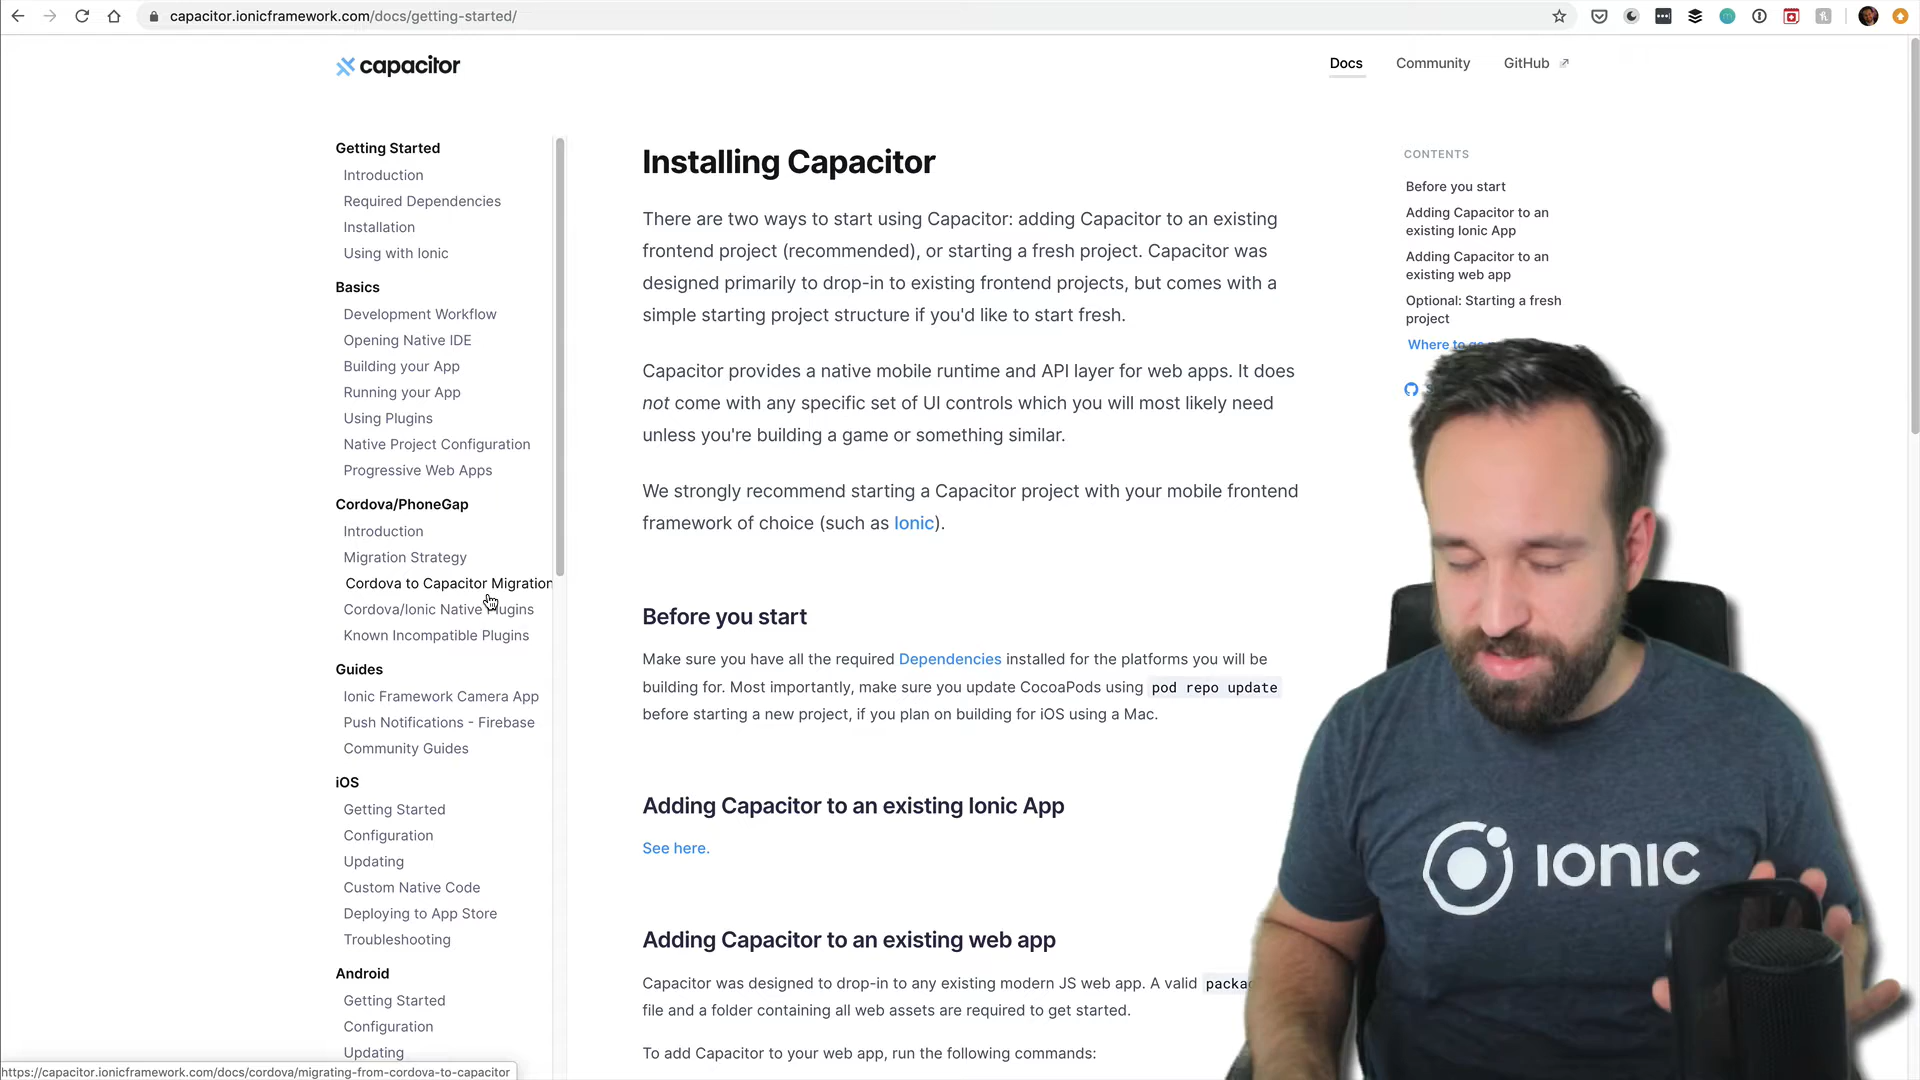 capacitor.ionicframework.com/docs/getting-started/
capacitor
Docs
Community
GitHub
Getting Started
Introduction
Required Dependencies
Installation
Using with Ionic
Basics
Development Workflow
Opening Native IDE
Building your App
Running your App
Using Plugins
Native Project Configuration
Progressive Web Apps
Cordova/PhoneGap
Introduction
Migration Strategy
Cordova to Capacitor Migration
Cordova/Ionic Native Plugins
Known Incompatible Plugins
Guides
Ionic Framework Camera App
Push Notifications - Firebase
Community Guides
iOS
Getting Started
Configuration
Updating
Custom Native Code
Deploying to App Store
Troubleshooting
Android
Getting Started
Configuration
Updating
https://capacitor.ionicframework.com/docs/cordova/migrating-from-cordova-to-capacitor
Installing Capacitor
There are two ways to start using Capacitor: adding Capacitor to an existing
frontend project (recommended), or starting a fresh project. Capacitor was
designed primarily to drop-in to existing frontend projects, but comes with a
simple starting project structure if you'd like to start fresh.
Capacitor provides a native mobile runtime and API layer for web apps. It does
not come with any specific set of UI controls which you will most likely need
unless you're building a game or something similar.
We strongly recommend starting a Capacitor project with your mobile frontend
framework of choice (such as Ionic).
Before you start
Make sure you have all the required Dependencies installed for the platforms you will be
building for. Most importantly, make sure you update CocoaPods using pod repo update
before starting a new project, if you plan on building for iOS using a Mac.
Adding Capacitor to an existing Ionic App
See here.
Adding Capacitor to an existing web app
Capacitor was designed to drop-in to any existing modern JS web app. A valid
file and a folder containing all web assets are required to get started.
To add Capacitor to your web app, run the following commands:
CONTENTS
Before you start
Adding Capacitor to an
existing Ionic App
Adding Capacitor to an
existing web app
Optional: Starting a fresh
project
Where to
IONIC